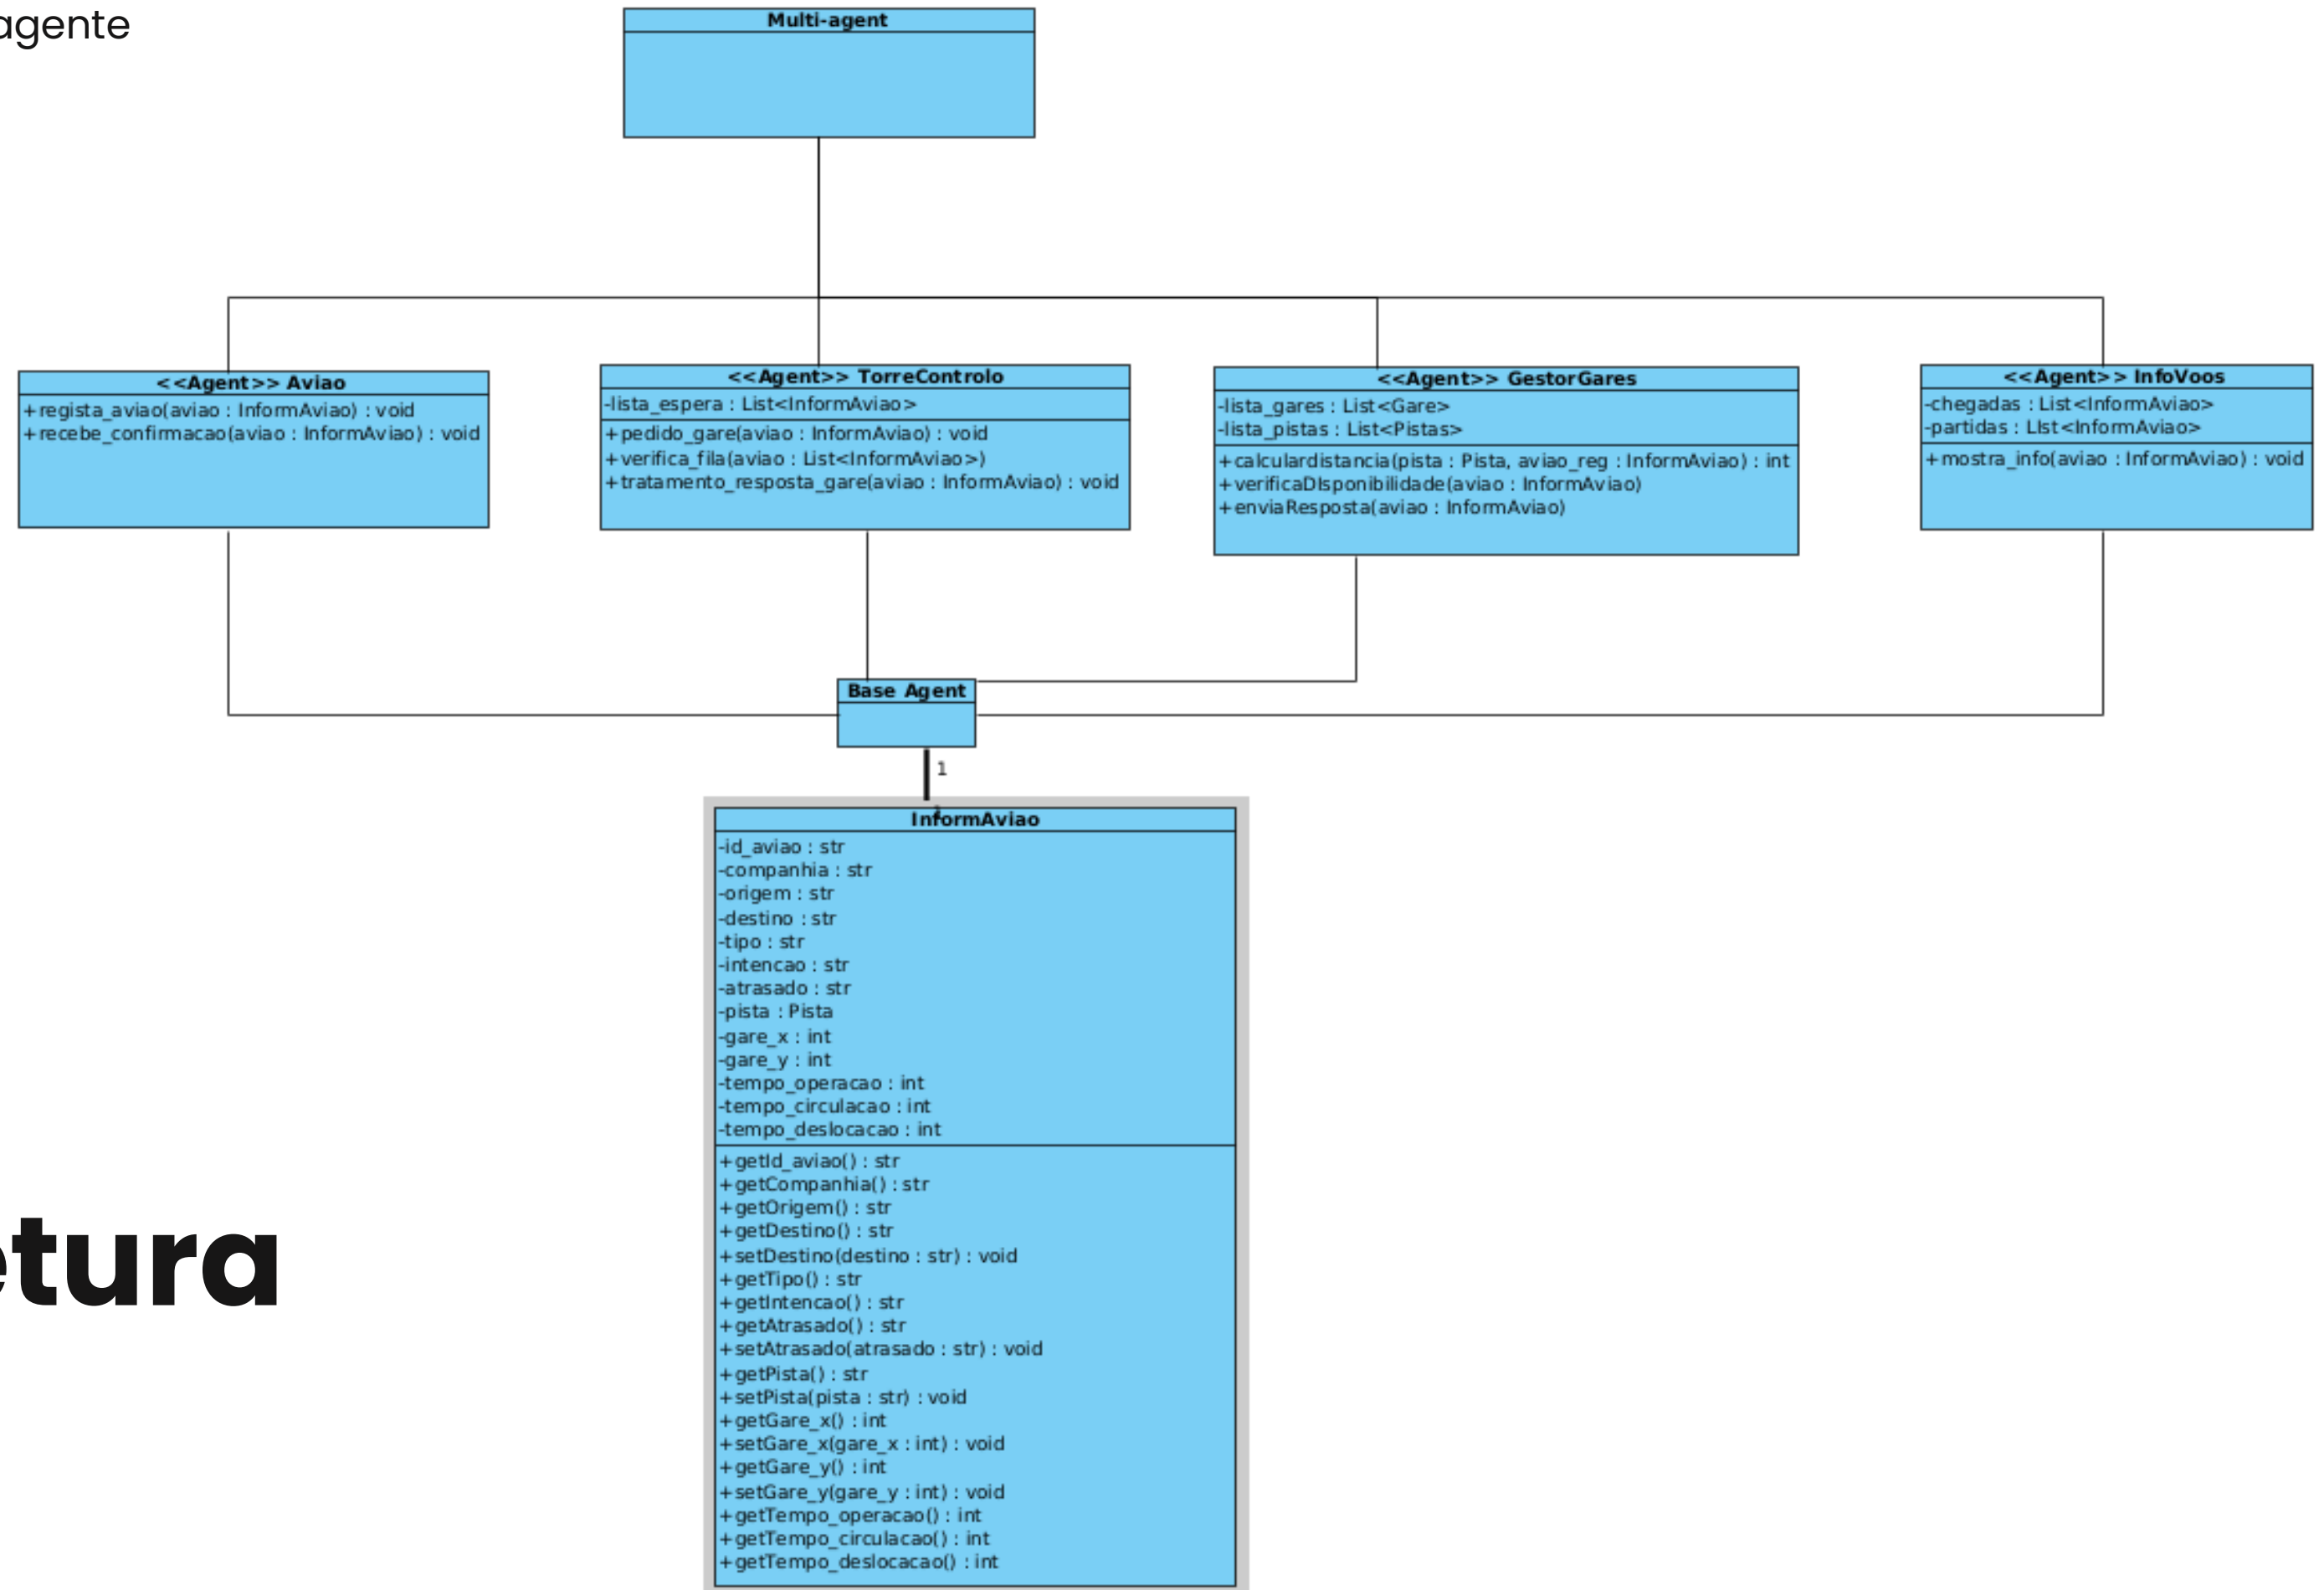 agente
Multi-agent
<<Agent>> Aviao
+regista_aviao(aviao : InformAviao) : void
+recebe_confirmacao(aviao : InformAviao) : void
<<Agent>> TorreControlo
-lista_espera : List<InformAviao>
+pedido_gare(aviao : InformAviao) : void
+verifica_fila(aviao : List<InformAviao>)
+tratamento_resposta_gare(aviao : InformAviao) : void
<<Agent>> GestorGares
-lista_gares : List<Gare>
-lista_pistas : List<Pistas>
+calculardistancia(pista : Pista, aviao_reg : InformAviao) : int
+verificaDIsponibilidade(aviao : InformAviao)
+enviaResposta(aviao : InformAviao)
<<Agent>> InfoVoos
-chegadas : List<InformAviao>
-partidas : LIst<InformAviao>
+mostra_info(aviao : InformAviao) : void
Base Agent
1
InformAviao
-id_aviao : str
-companhia : str
-origem : str
-destino : str
-tipo : str
-intencao : str
-atrasado : str
-pista : Pista
-gare_x : int
-gare_y : int
-tempo_operacao : int
-tempo_circulacao : int
-tempo_deslocacao : int
+getId_aviao() : str
+getCompanhia() : str
+getOrigem() : str
+getDestino() : str
+setDestino(destino : str) : void
+getTipo() : str
+getIntencao() : str
+getAtrasado() : str
+setAtrasado(atrasado : str) : void
+getPista() : str
+setPista(pista : str) : void
+getGare_x() : int
+setGare_x(gare_x : int) : void
+getGare_y() : int
+setGare_y(gare_y : int) : void
+getTempo_operacao() : int
+getTempo_circulacao() : int
+getTempo_deslocacao() : int
etura